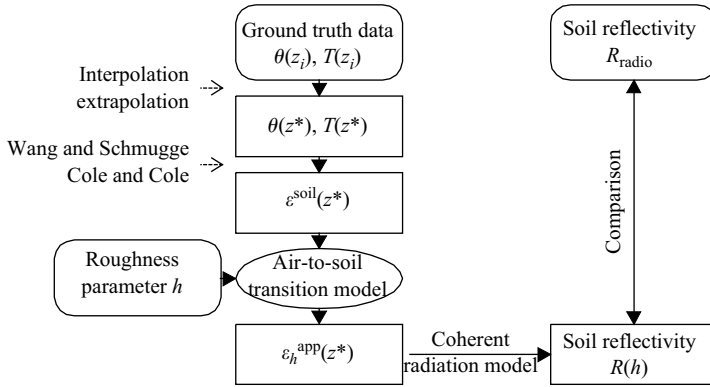 Ground truth data
θ(z_i), T(z_i)
Soil reflectivity
R_radio
Interpolation
extrapolation
θ(z*), T(z*)
Wang and Schmugge
Cole and Cole
ε^soil(z*)
Comparison
Roughness
parameter h
Air-to-soil
transition model
ε_h^app(z*)
Coherent
radiation model
Soil reflectivity
R(h)